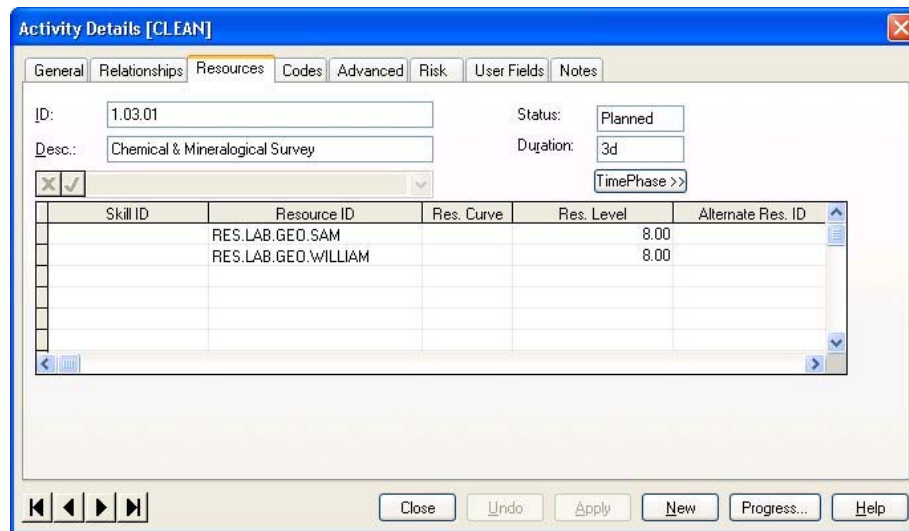 Activity Details [CLEAN]
General Relationships Resources Codes Advanced Risk User Fields Notes
ID: 1.03.01 Status: Planned
Desc.: Chemical & Mineralogical Survey Duration: 3d
TimePhase >>
Skill ID Resource ID Res. Curve Res. Level Alternate Res. ID
RES.LAB.GEO.SAM 8.00
RES.LAB.GEO.WILLIAM 8.00
Close Undo Apply New Progress... Help